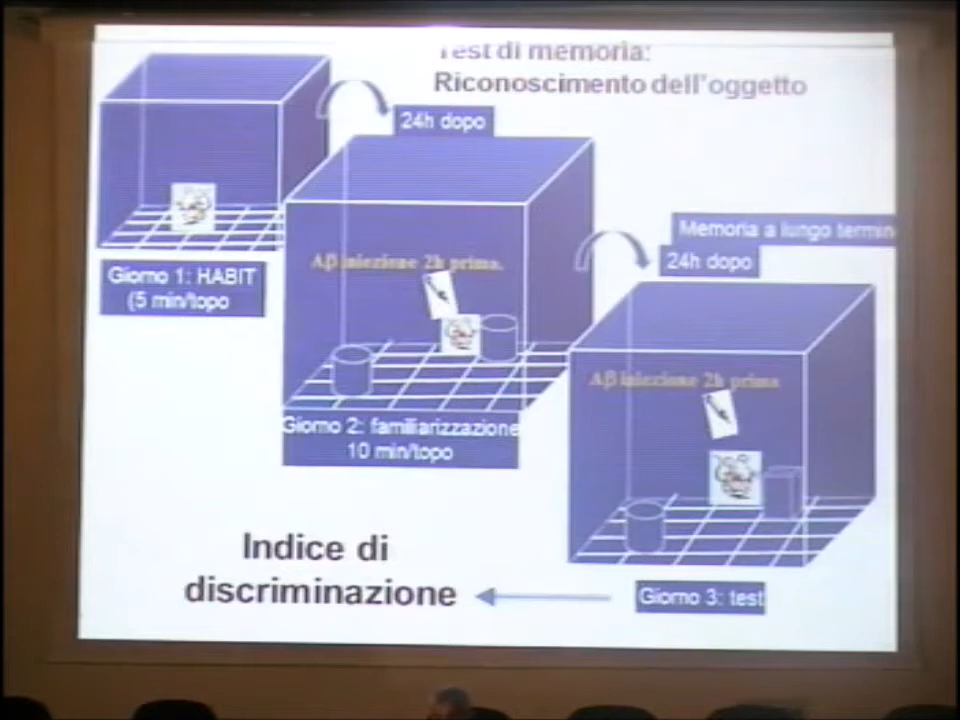 Test di memoria:
Riconoscimento dell'oggetto
24h dopo
Aβ iniezione 2h prima.
Giorno 1: HABIT
(5 min/topo
Memoria a lungo termin
24h dopo
Aβ iniezione 2h prima
Giorno 2: familiarizzazione
10 min/topo
Indice di
discriminazione
Giorno 3: test